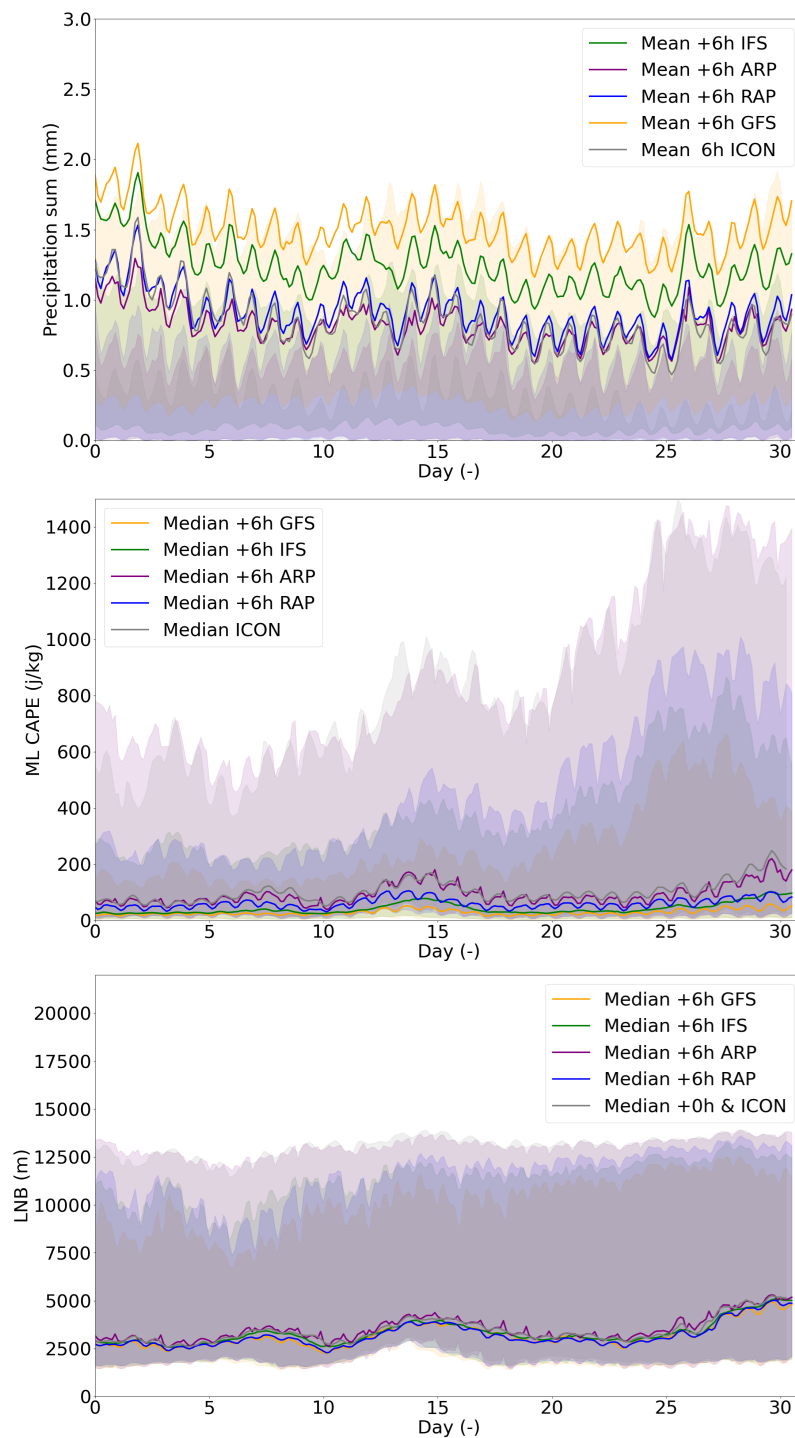 3.0
2.5
2.0
1.5
1.0
0.5
0.0
Precipitation sum (mm)
Mean +6h IFS
Mean +6h ARP
Mean +6h RAP
Mean +6h GFS
Mean  6h ICON
0 5 10 15 20 25 30
Day (-)
1400
1200
1000
800
600
400
200
0
ML CAPE (j/kg)
Median +6h GFS
Median +6h IFS
Median +6h ARP
Median +6h RAP
Median ICON
0 5 10 15 20 25 30
Day (-)
20000
17500
15000
12500
10000
7500
5000
2500
0
LNB (m)
Median +6h GFS
Median +6h IFS
Median +6h ARP
Median +6h RAP
Median +0h & ICON
0 5 10 15 20 25 30
Day (-)